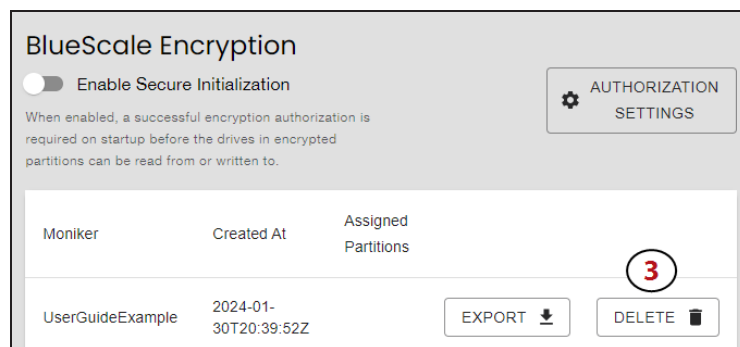 BlueScale Encryption
Enable Secure Initialization
AUTHORIZATION
SETTINGS
When enabled, a successful encryption authorization is
required on startup before the drives in encrypted
partitions can be read from or written to.
Moniker
Created At
Assigned
Partitions
3
UserGuideExample
2024-01-
30T20:39:52Z
EXPORT
DELETE